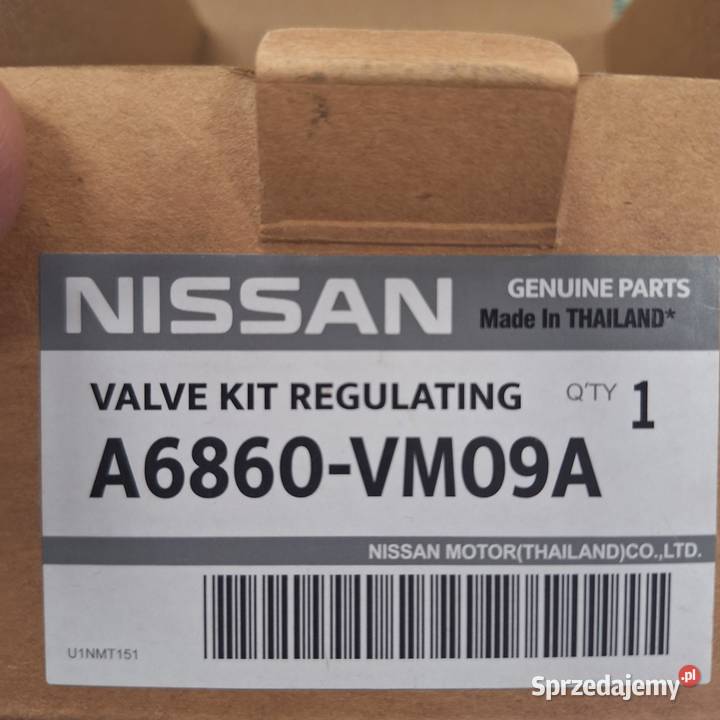 NISSAN
GENUINE PARTS
Made In THAILAND*
VALVE KIT REGULATING Q'TY 1
A6860-VM09A
NISSAN MOTOR(THAILAND)CO.,LTD.
U1NMT151
Sprzedajemy.pl